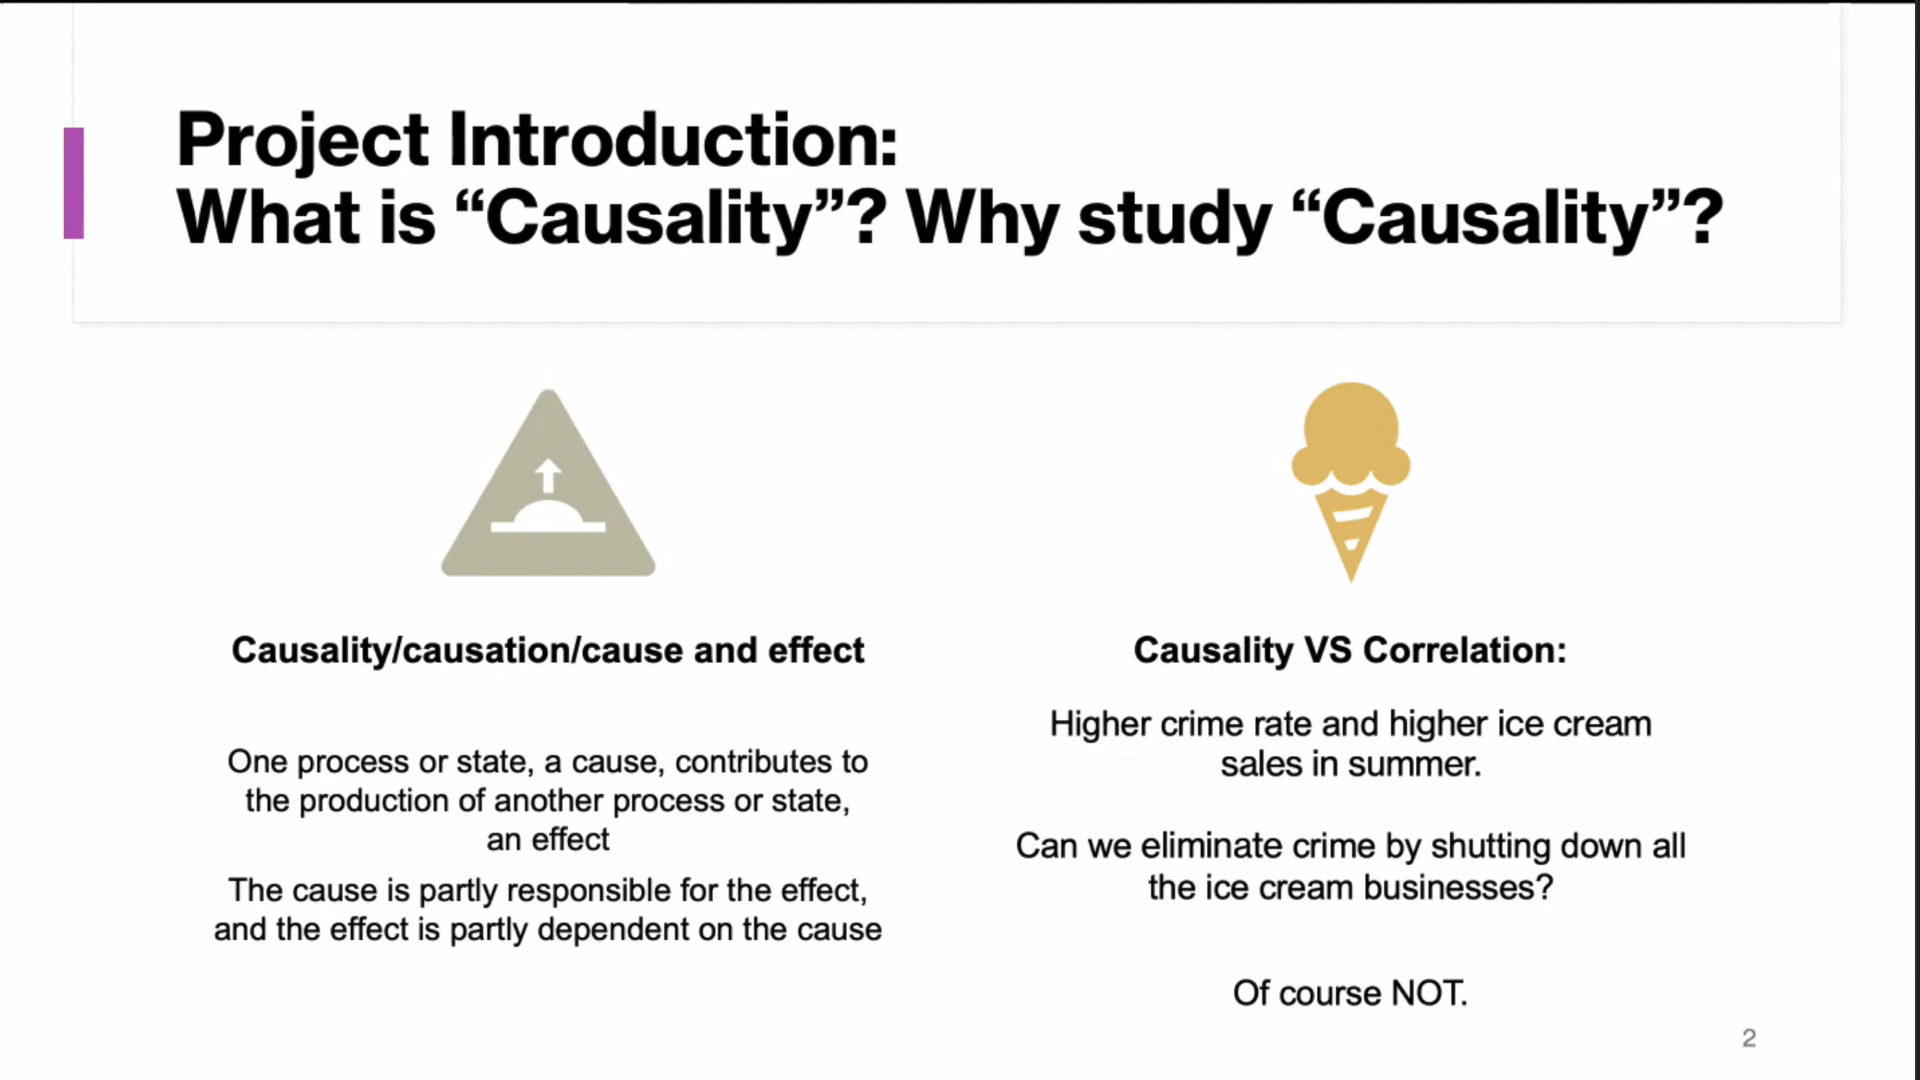 Project Introduction:
What is “Causality”? Why study “Causality”?
Causality/causation/cause and effect
One process or state, a cause, contributes to
the production of another process or state,
an effect
The cause is partly responsible for the effect,
and the effect is partly dependent on the cause
Causality VS Correlation:
Higher crime rate and higher ice cream
sales in summer.
Can we eliminate crime by shutting down all
the ice cream businesses?
Of course NOT.
2